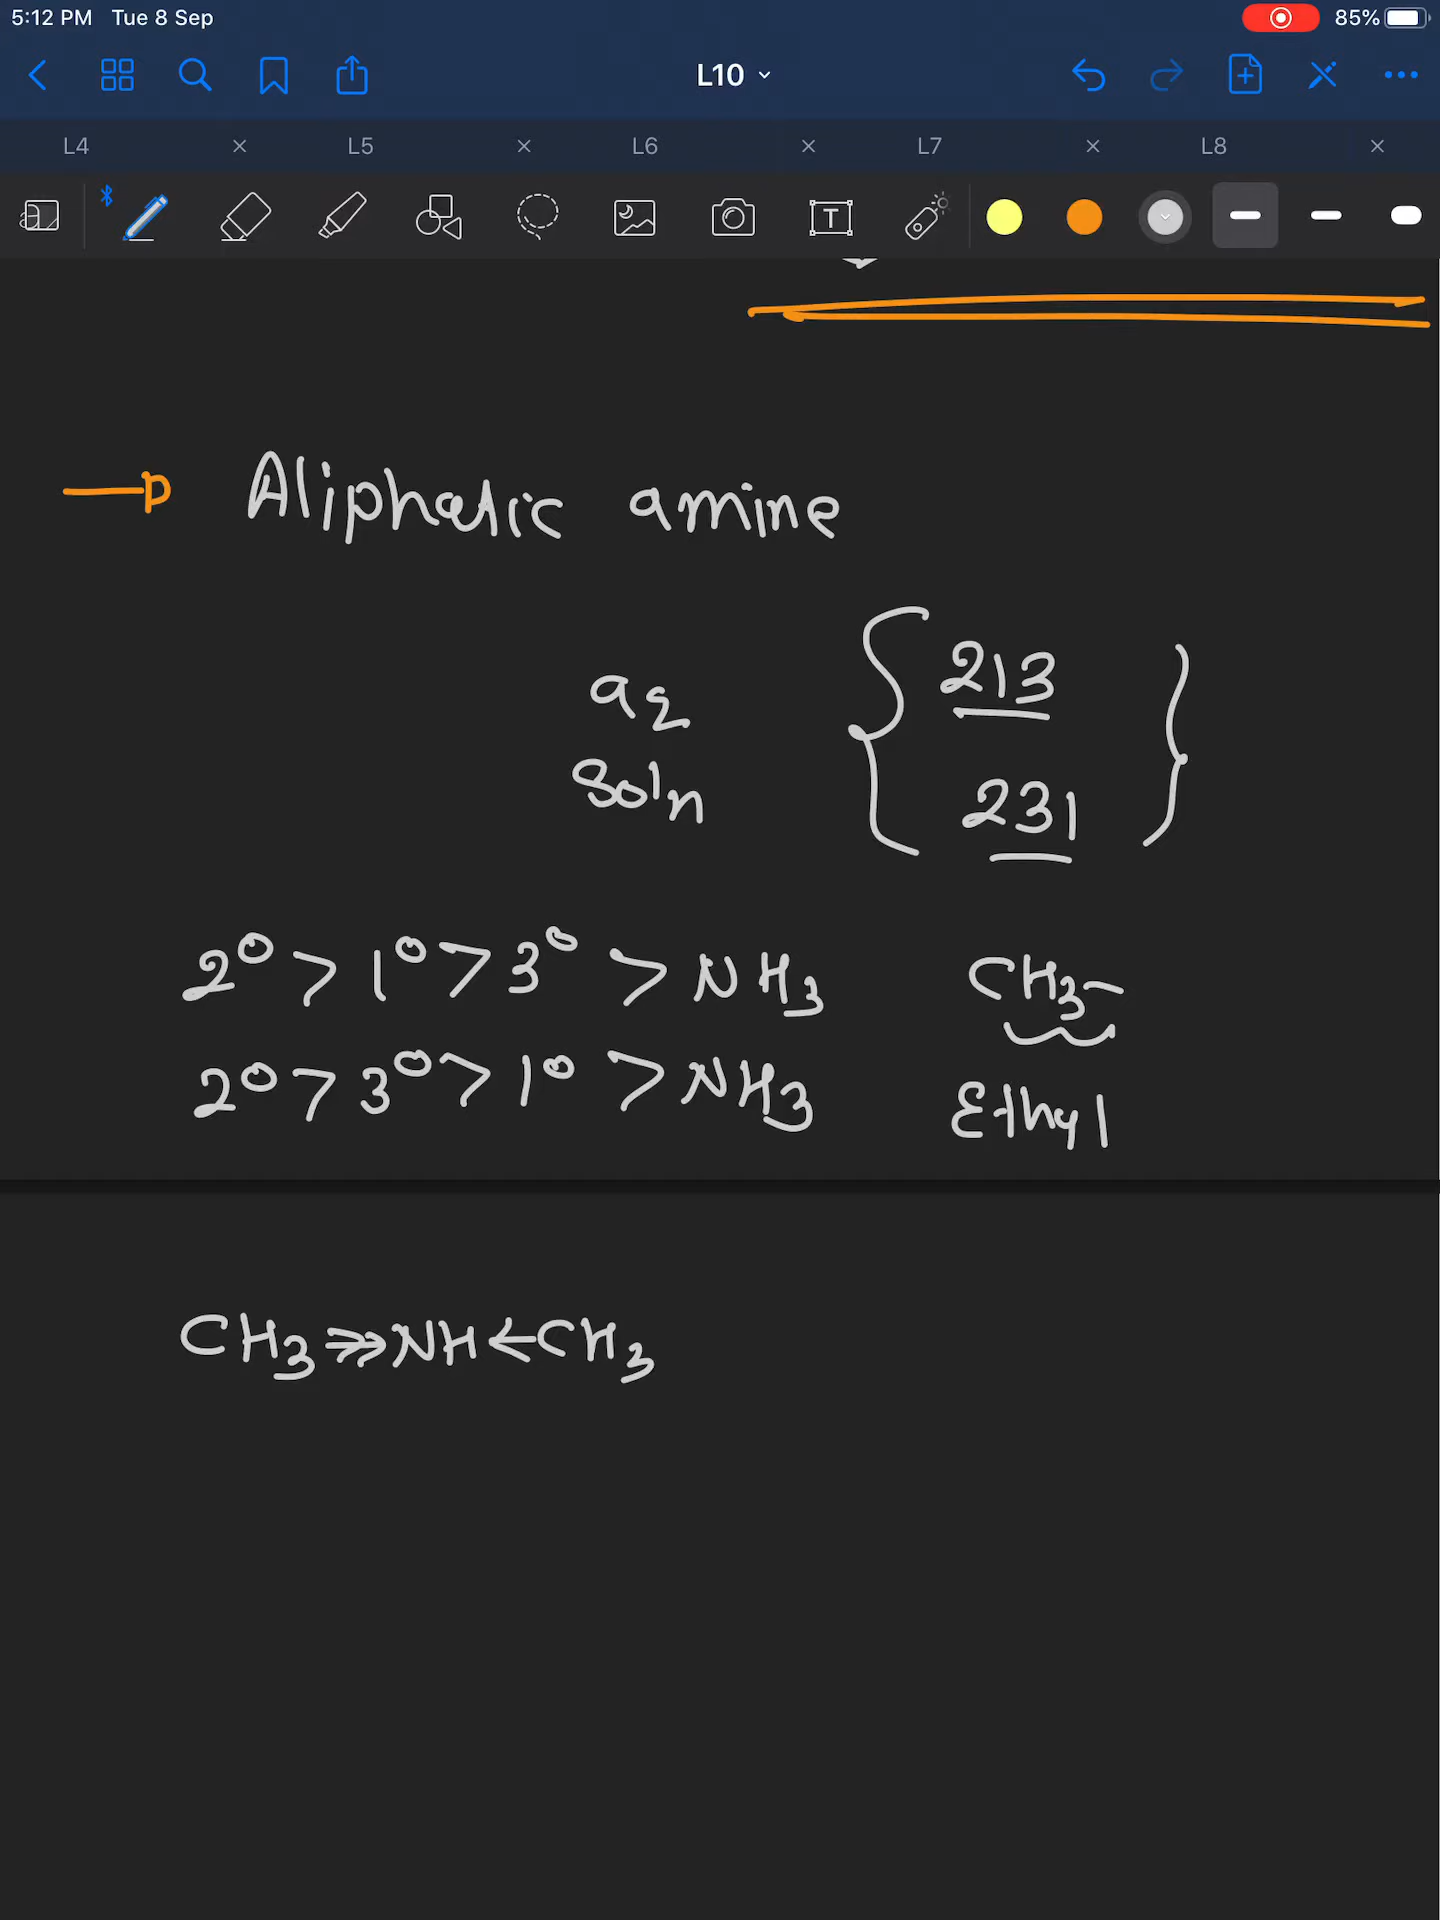 5:12 PM Tue 8 Sep 85%
L10
L4 L5 L6 L7 L8
T
Aliphatic amine
aq
soln
213
231
2° > 1° > 3° > NH3 CH3-
2° > 3° > 1° > NH3 Ethyl
CH3 ⋙ NH ← CH3